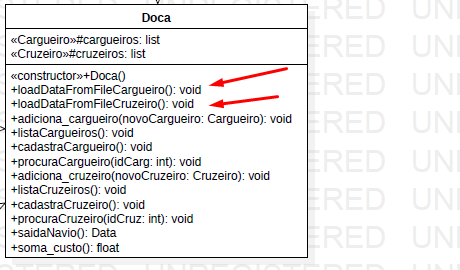 Doca
«Cargueiro»#cargueiros: list
«Cruzeiro»#cruzeiros: list
«constructor»+Doca()
+loadDataFromFileCargueiro(): void
+loadDataFromFileCruzeiro(): void
+adiciona_cargueiro(novoCargueiro: Cargueiro): void
+listaCargueiros(): void
+cadastraCargueiro(): void
+procuraCargueiro(idCarg: int): void
+adiciona_cruzeiro(novoCruzeiro: Cruzeiro): void
+listaCruzeiros(): void
+cadastraCruzeiro(): void
+procuraCruzeiro(idCruz: int): void
+saidaNavio(): Data
+soma_custo(): float